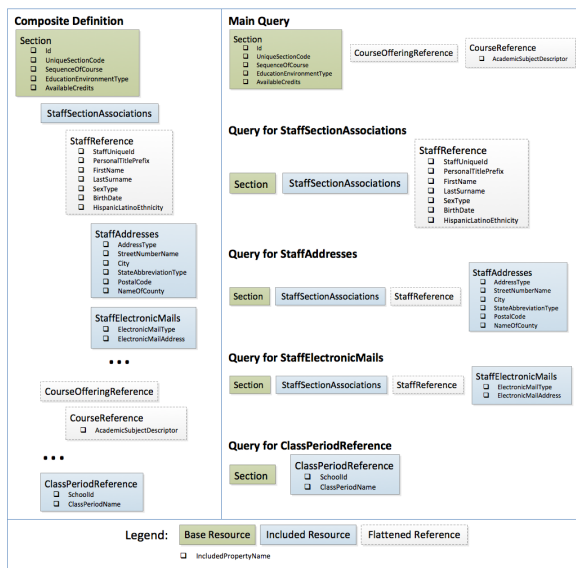 Composite Definition
Section
Id
UniqueSectionCode
SequenceOfCourse
EducationEnvironmentType
AvailableCredits
StaffSectionAssociations
StaffReference
StaffUniqueId
PersonalTitlePrefix
FirstName
LastSurname
SexType
BirthDate
HispanicLatinoEthnicity
StaffAddresses
AddressType
StreetNumberName
City
StateAbbreviationType
PostalCode
NameOfCounty
StaffElectronicMails
ElectronicMailType
ElectronicMailAddress
...
CourseOfferingReference
CourseReference
AcademicSubjectDescriptor
...
ClassPeriodReference
SchoolId
ClassPeriodName
Main Query
Section
Id
UniqueSectionCode
SequenceOfCourse
EducationEnvironmentType
AvailableCredits
CourseOfferingReference
CourseReference
AcademicSubjectDescriptor
Query for StaffSectionAssociations
Section
StaffSectionAssociations
StaffReference
StaffUniqueId
PersonalTitlePrefix
FirstName
LastSurname
SexType
BirthDate
HispanicLatinoEthnicity
Query for StaffAddresses
Section
StaffSectionAssociations
StaffReference
StaffAddresses
AddressType
StreetNumberName
City
StateAbbreviationType
PostalCode
NameOfCounty
Query for StaffElectronicMails
Section
StaffSectionAssociations
StaffReference
StaffElectronicMails
ElectronicMailType
ElectronicMailAddress
Query for ClassPeriodReference
Section
ClassPeriodReference
SchoolId
ClassPeriodName
Legend:
Base Resource
Included Resource
Flattened Reference
IncludedPropertyName